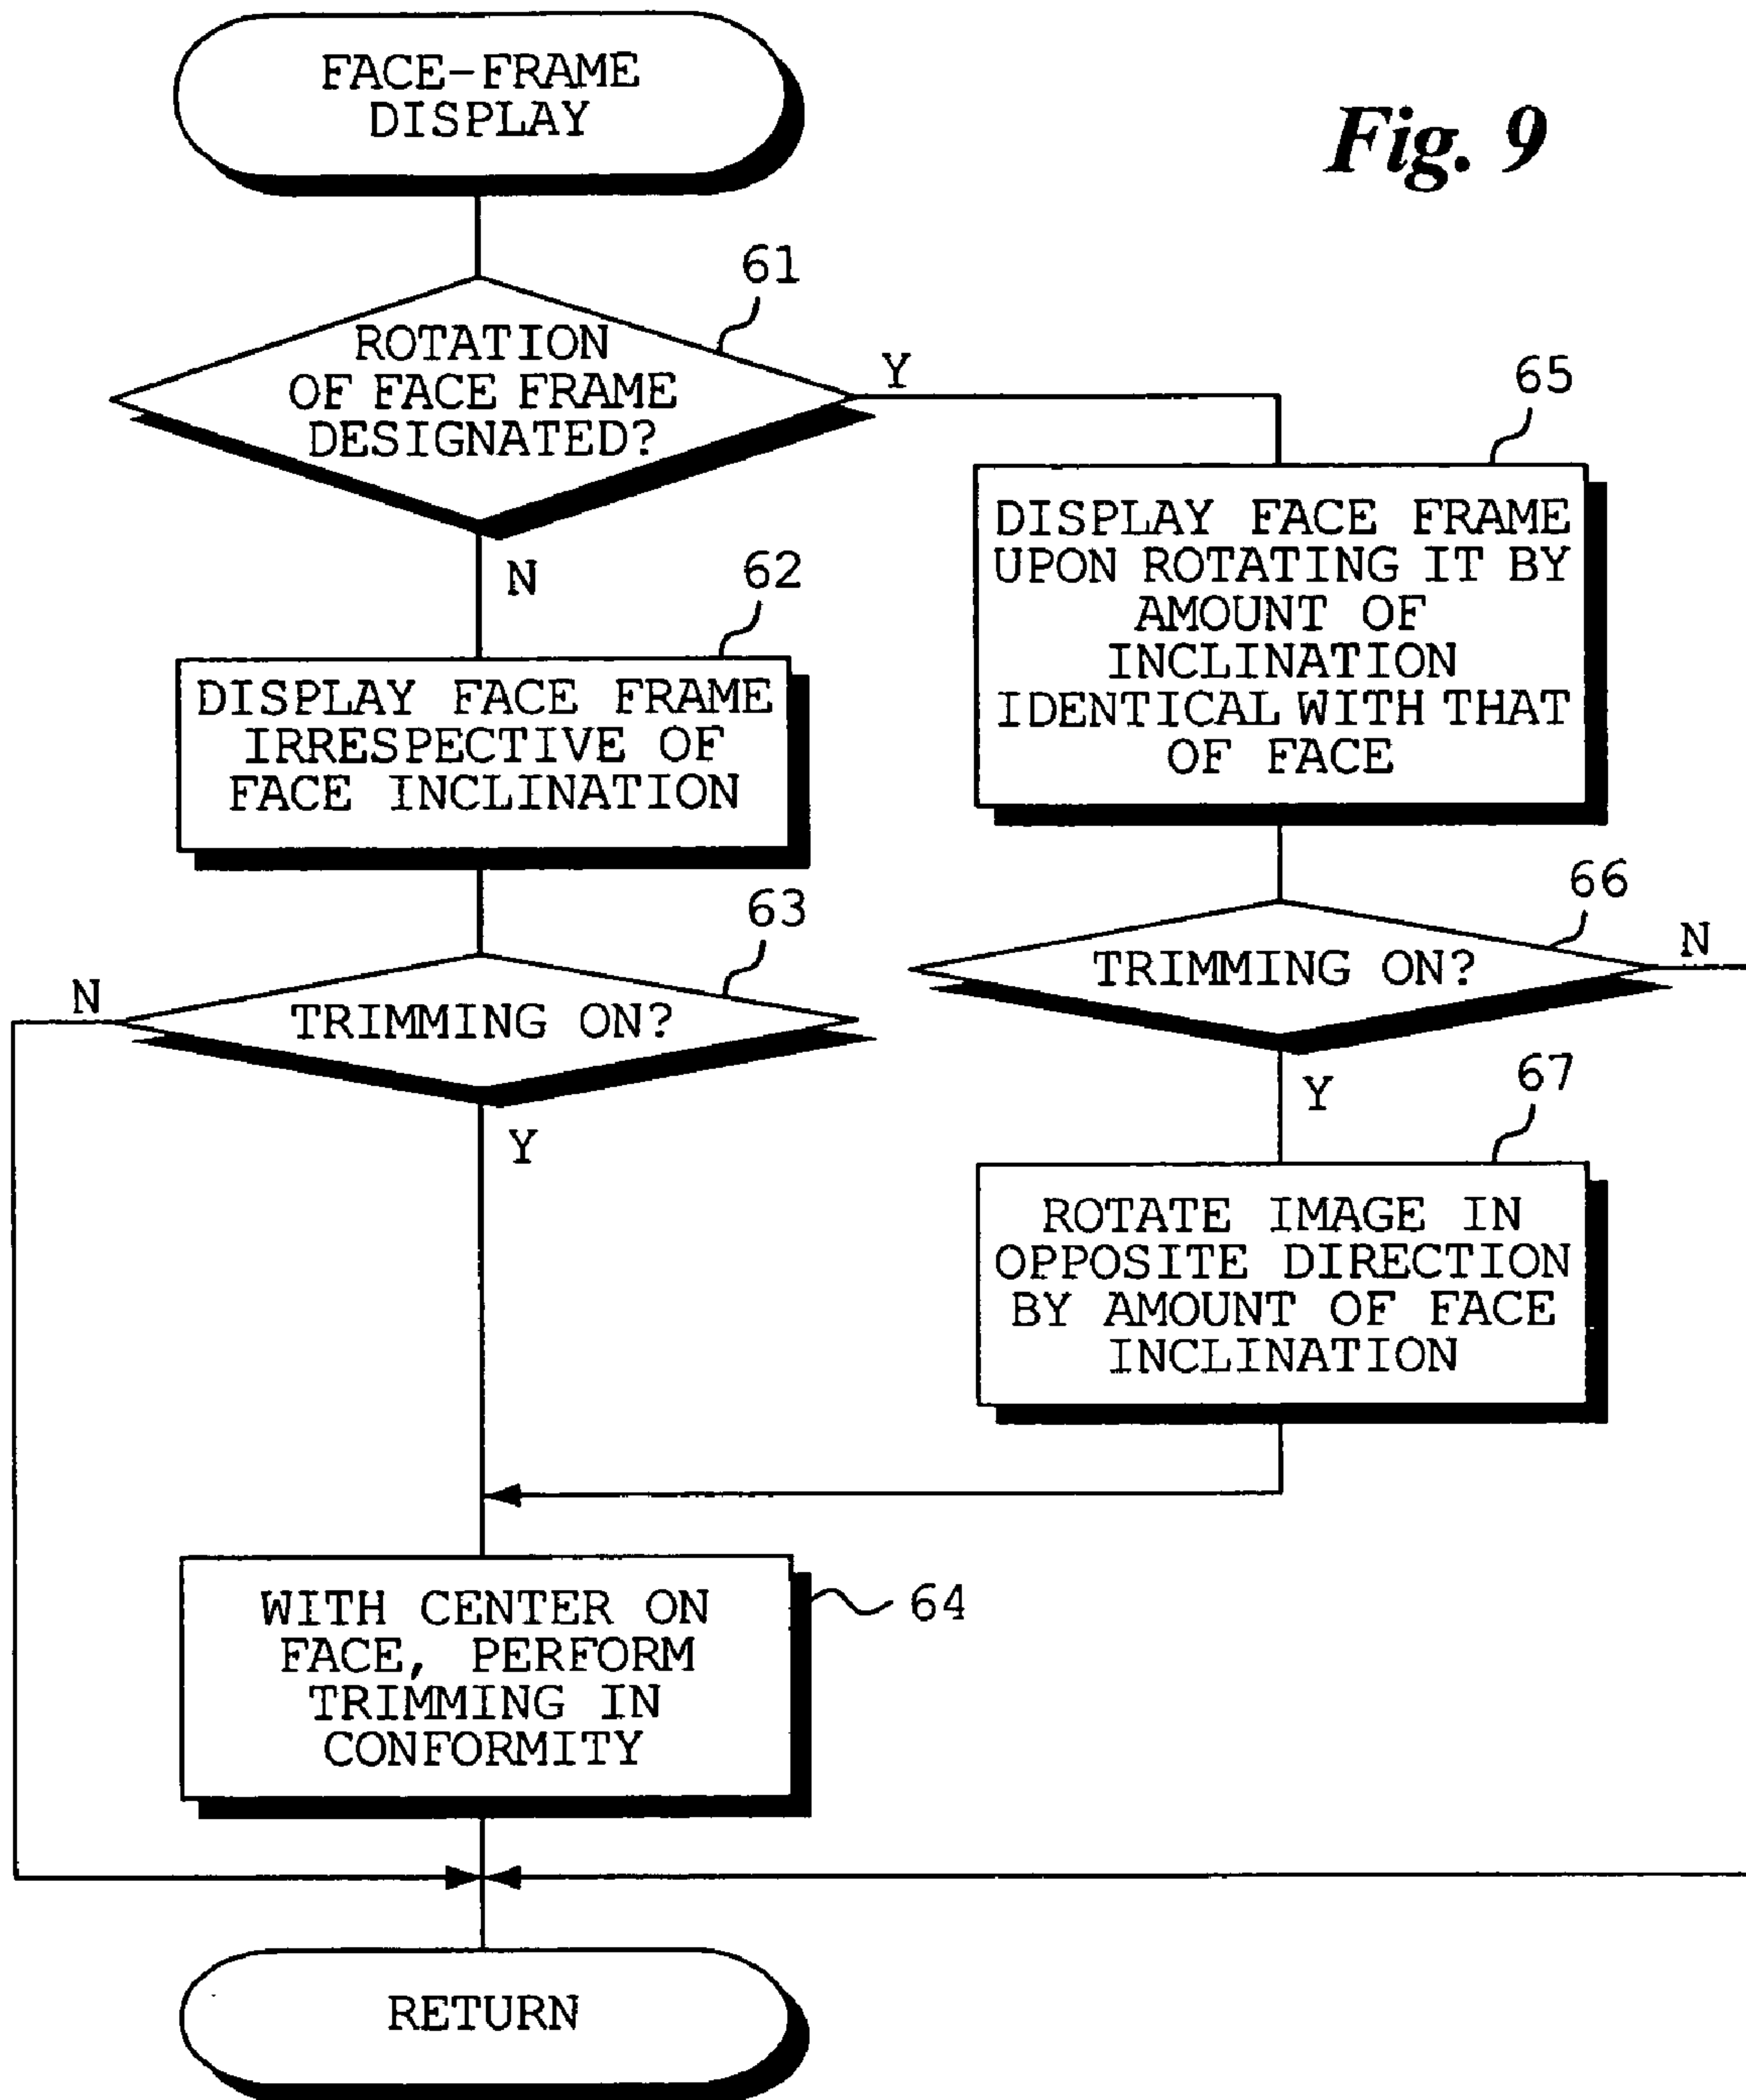 FACE-FRAME
DISPLAY
Fig. 9
61
ROTATION
OF FACE FRAME
DESIGNATED?
Y
N
62
DISPLAY FACE FRAME
IRRESPECTIVE OF
FACE INCLINATION
63
TRIMMING ON?
N
Y
65
DISPLAY FACE FRAME
UPON ROTATING IT BY
AMOUNT OF
INCLINATION
IDENTICAL WITH THAT
OF FACE
66
TRIMMING ON?
N
Y
67
ROTATE IMAGE IN
OPPOSITE DIRECTION
BY AMOUNT OF FACE
INCLINATION
WITH CENTER ON
FACE, PERFORM
TRIMMING IN
CONFORMITY
64
RETURN